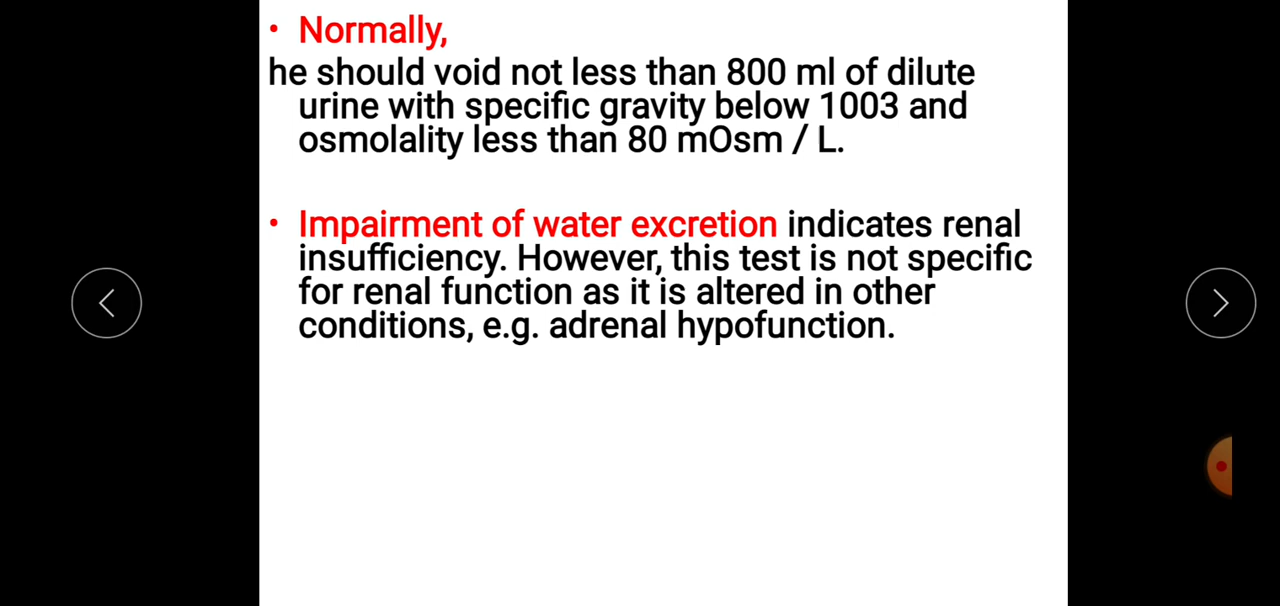 • Normally,
he should void not less than 800 ml of dilute
urine with specific gravity below 1003 and
osmolality less than 80 mOsm / L.
• Impairment of water excretion indicates renal
insufficiency. However, this test is not specific
for renal function as it is altered in other
conditions, e.g. adrenal hypofunction.